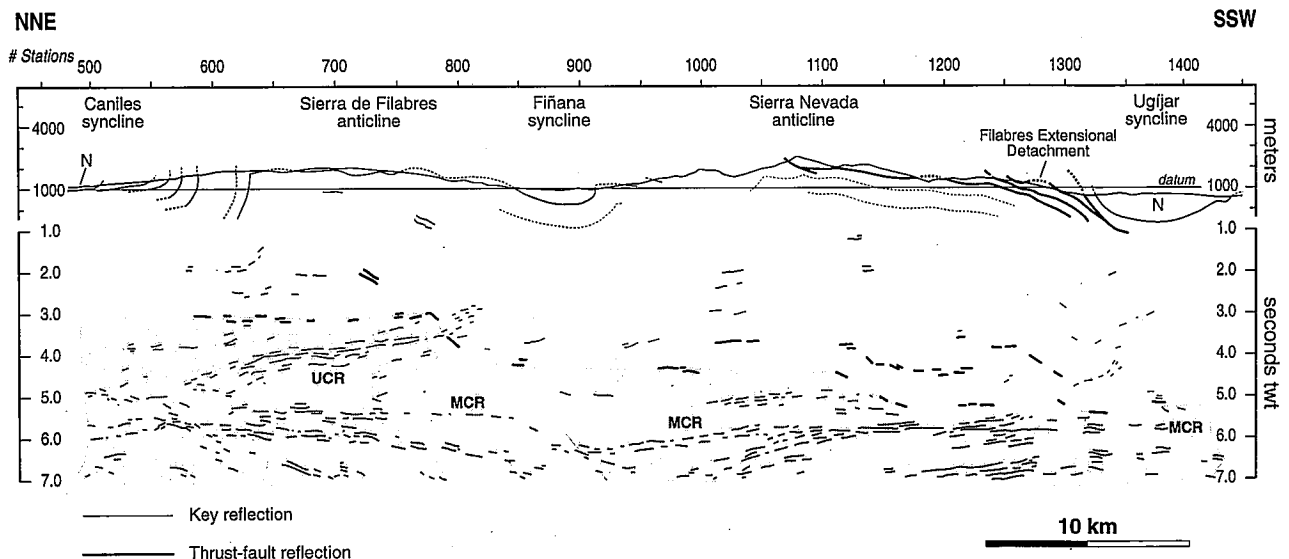 NNE SSW
# Stations 500 600 700 800 900 1000 1100 1200 1300 1400
Caniles Sierra de Filabres Fiñana Sierra Nevada Ugíjar
syncline anticline syncline anticline syncline
4000 Filabres Extensional 4000
Detachment
meters
N
1000 datum 1000
N
1.0 1.0
2.0 2.0
3.0 3.0
seconds twt
4.0 4.0
UCR
5.0 MCR 5.0
MCR MCR
6.0 6.0
7.0 7.0
Key reflection
10 km
Thrust-fault reflection